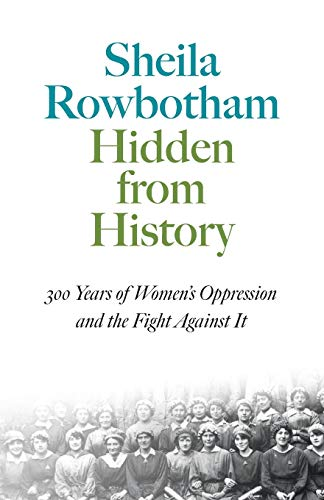 Sheila
Rowbotham
Hidden
from
History
300 Years of Women's Oppression
and the Fight Against It